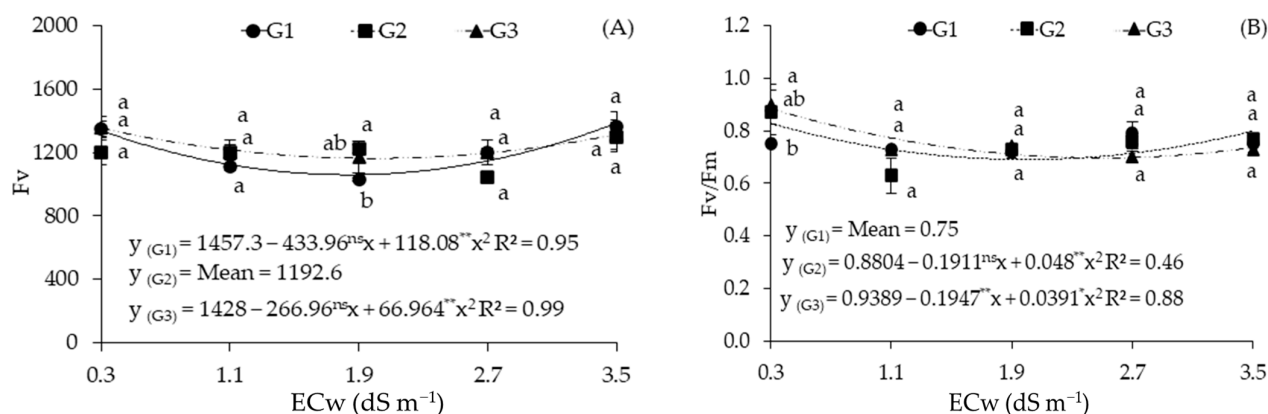 G1 G2 G3 (A)
2000
1600
1200
800
400
0
Fv
a
a
a
a
a
a
a
ab
b
a
a
a
a
a
a
y (G1) = 1457.3 – 433.96ⁿˢx + 118.08**x² R² = 0.95
y (G2) = Mean = 1192.6
y (G3) = 1428 – 266.96ⁿˢx + 66.964**x² R² = 0.99
0.3 1.1 1.9 2.7 3.5
ECw (dS m⁻¹)
G1 G2 G3 (B)
1.2
1.0
0.8
0.6
0.4
0.2
0.0
Fv/Fm
a
ab
b
a
a
a
a
a
a
a
a
a
a
a
a
y (G1) = Mean = 0.75
y (G2) = 0.8804 – 0.1911ⁿˢx + 0.048**x² R² = 0.46
y (G3) = 0.9389 – 0.1947**x + 0.0391*x² R² = 0.88
0.3 1.1 1.9 2.7 3.5
ECw (dS m⁻¹)